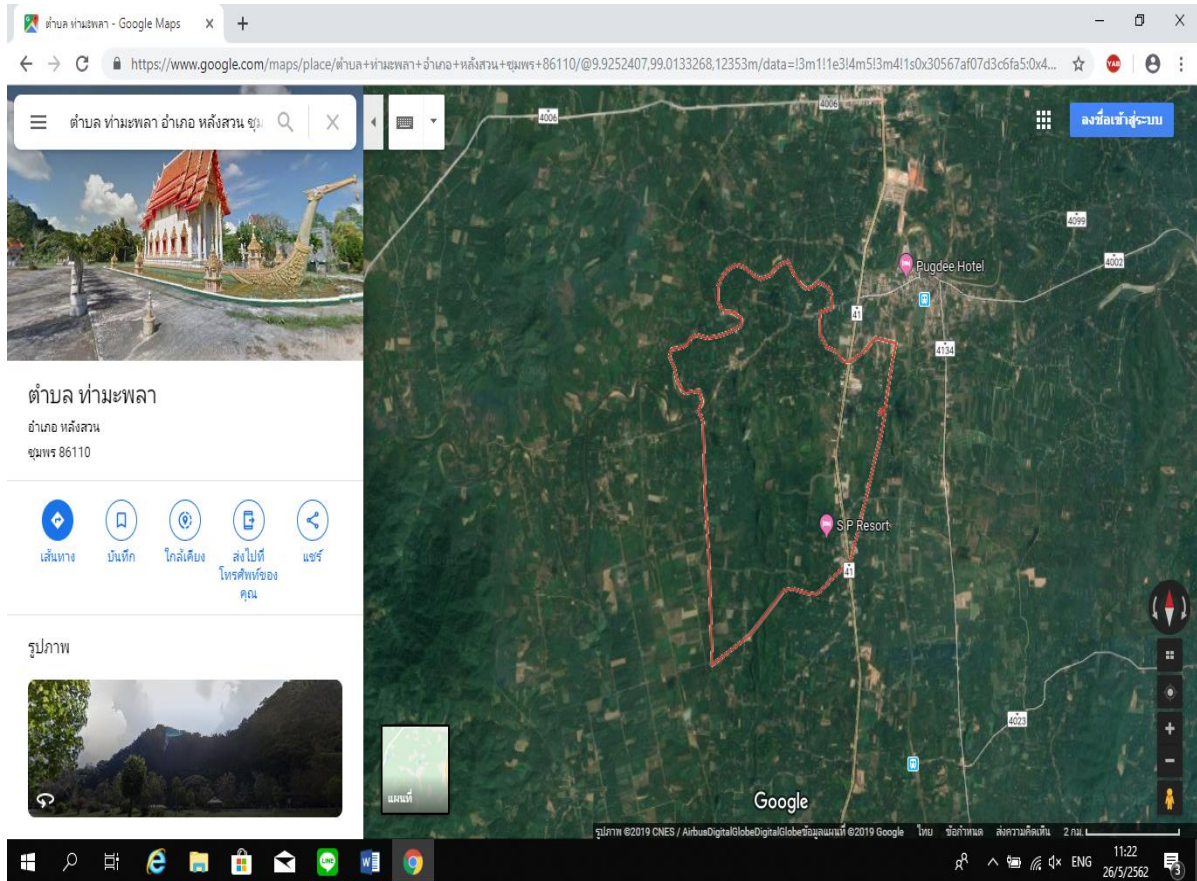 ตำบล ท่ามะพลา - Google Maps
https://www.google.com/maps/place/ตำบล+ท่ามะพลา+อำเภอ+หลังสวน+ชุมพร+86110/@9.9252407,99.0133268,12353m/data=!3m1!1e3!4m5!3m4!1s0x30567af07d3c6fa5:0x4...
ตำบล ท่ามะพลา อำเภอ หลังสวน ชุม
ลงชื่อเข้าสู่ระบบ
4006
4006
4099
4002
Pugdee Hotel
41
4134
ตำบล ท่ามะพลา
อำเภอ หลังสวน
ชุมพร 86110
เส้นทาง
บันทึก
ใกล้เคียง
ส่งไปที่
โทรศัพท์ของ
คุณ
แชร์
S.P Resort
41
รูปภาพ
4023
แผนที่
Google
รูปภาพ ©2019 CNES / AirbusDigitalGlobeDigitalGlobeข้อมูลแผนที่ ©2019 Google ไทย ข้อกำหนด ส่งความคิดเห็น 2 กม.
ENG
11:22
26/5/2562
3